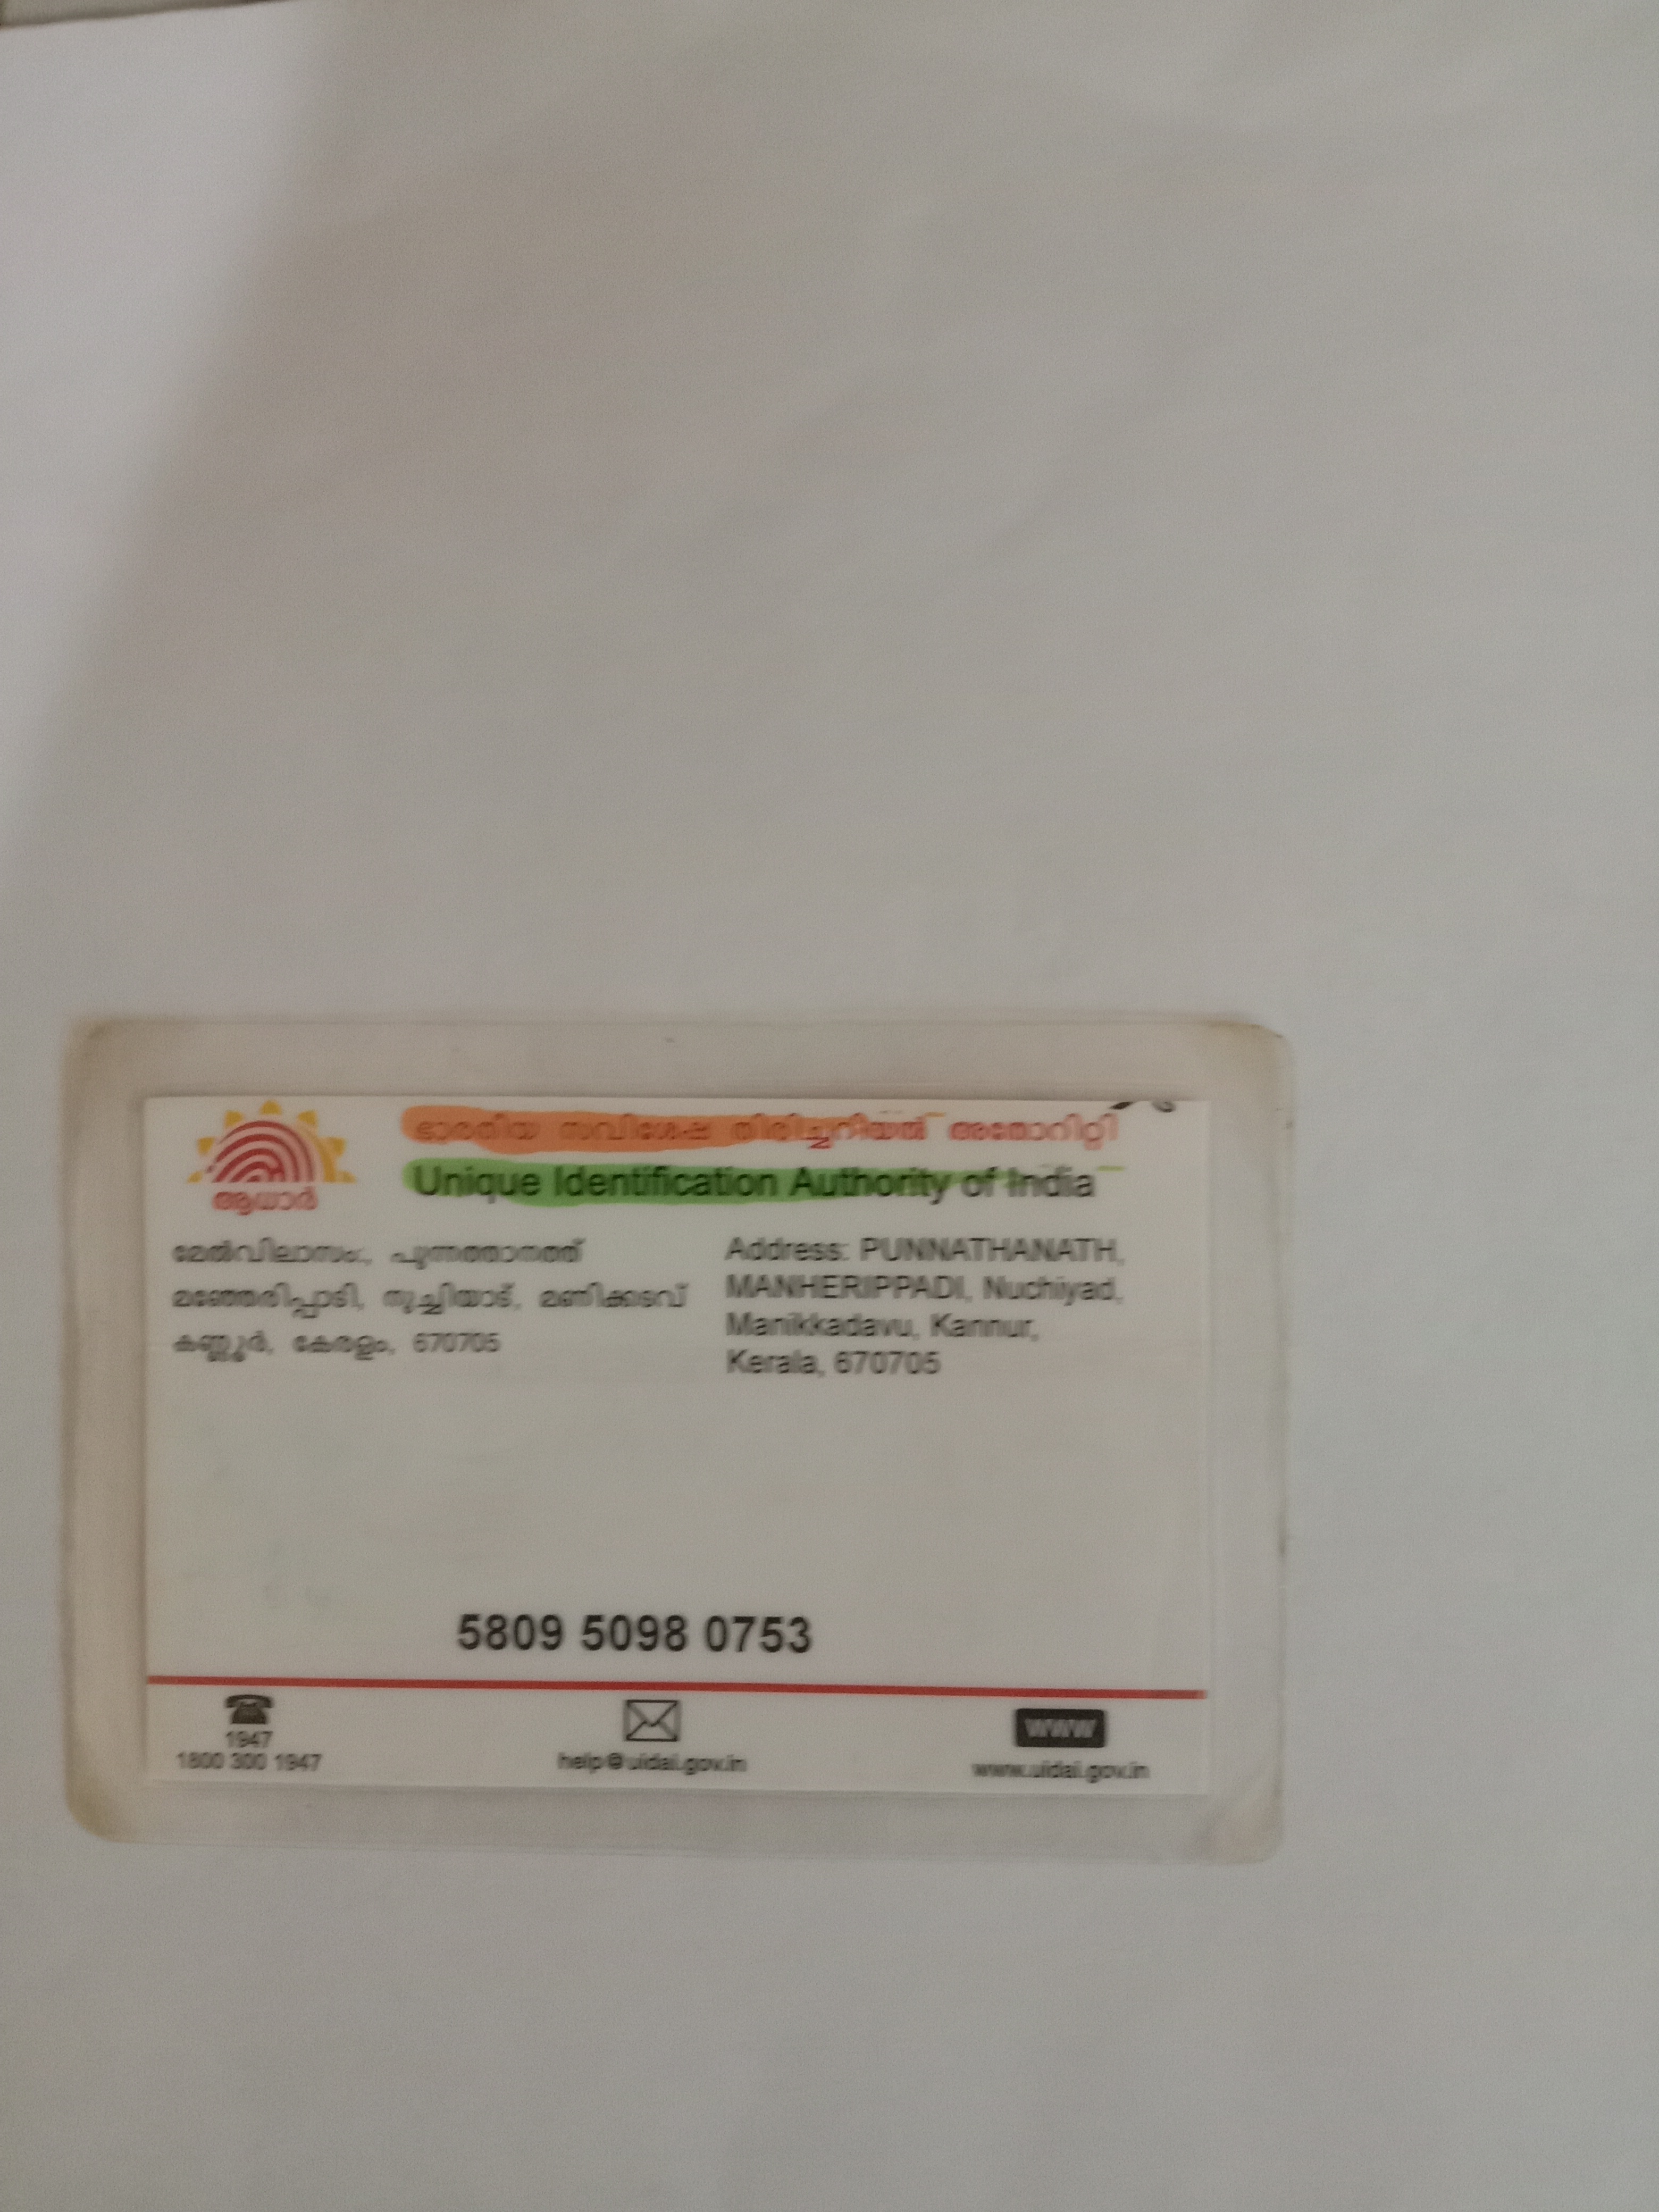 ഭാരതീയ സവിശേഷ തിരിച്ചറിയൽ അതോറിറ്റി
Unique Identification Authority of India
ആധാർ
മേൽവിലാസം:, പുന്നത്താനത്ത്
മഞ്ഞേരിപ്പാടി, നുച്ചിയാട്, മണിക്കടവ്
കണ്ണൂർ, കേരളം, 670705
Address: PUNNATHANATH,
MANHERIPPADI, Nuchiyad,
Manikkadavu, Kannur,
Kerala, 670705
5809 5098 0753
1947
1800 300 1947
help@uidai.gov.in
www
www.uidai.gov.in